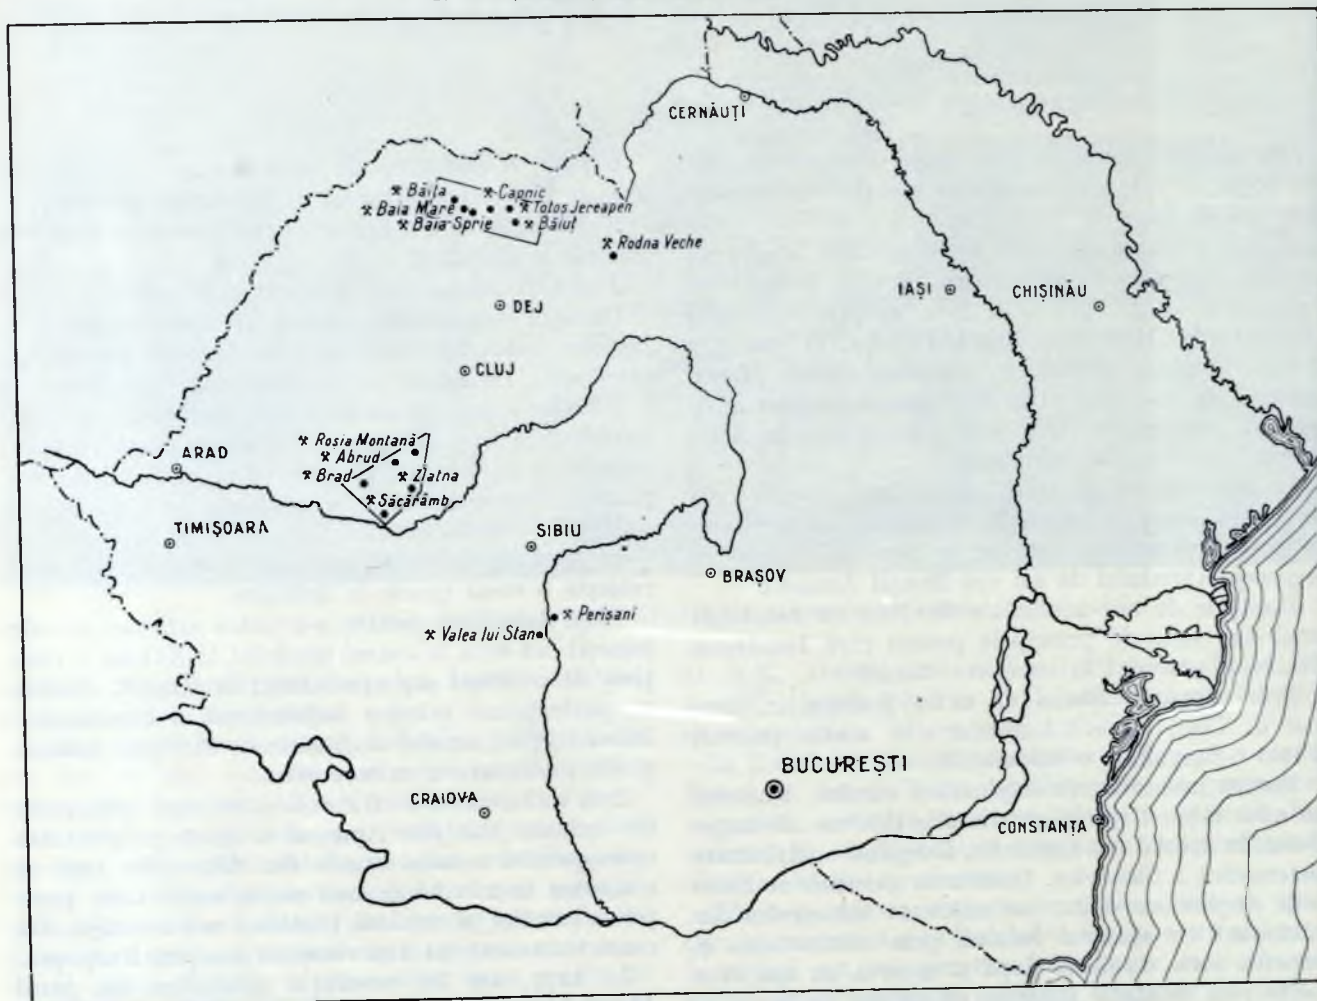 CERNĂUȚI
Băița
Capnic
Baia Mare
Totos Jereapen
Baia-Sprie
Băiuț
Rodna Veche
IAȘI
CHIȘINĂU
DEJ
CLUJ
Rosia Montană
ARAD
Abrud
Brad
Zlatna
Săcărâmb
TIMIȘOARA
SIBIU
BRAȘOV
Perișani
Valea lui Stan
BUCUREȘTI
CRAIOVA
CONSTANȚA